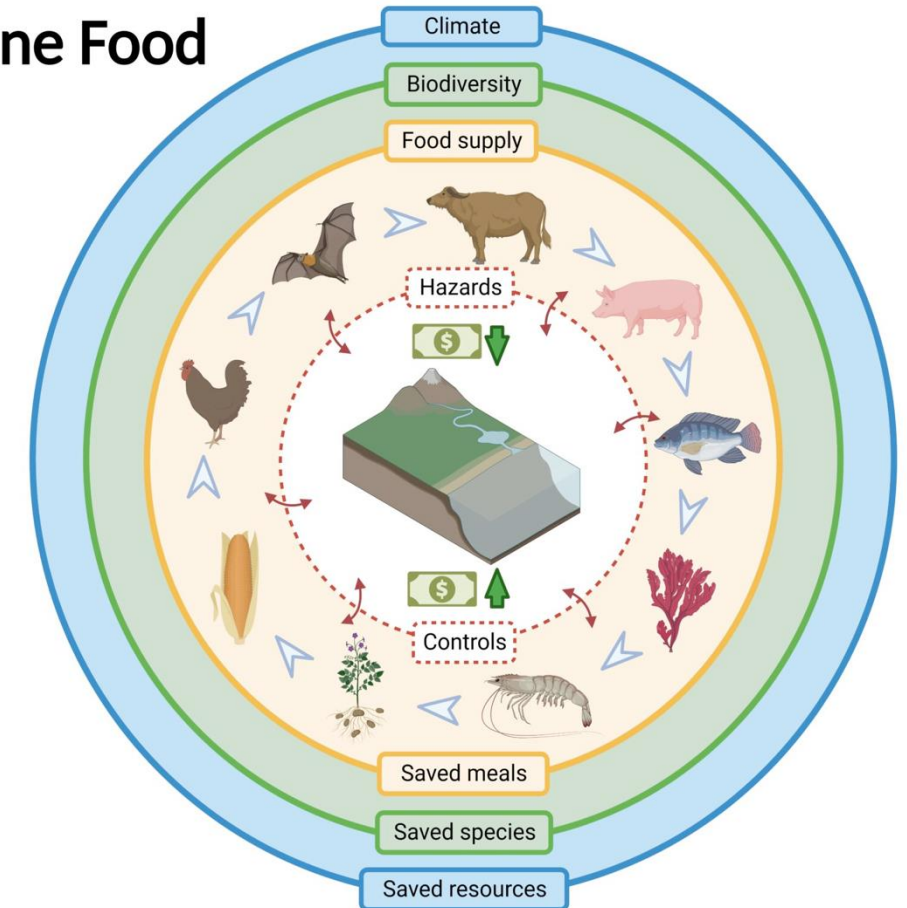 ne Food
Climate
Biodiversity
Food supply
Hazards
$
$
Controls
Saved meals
Saved species
Saved resources